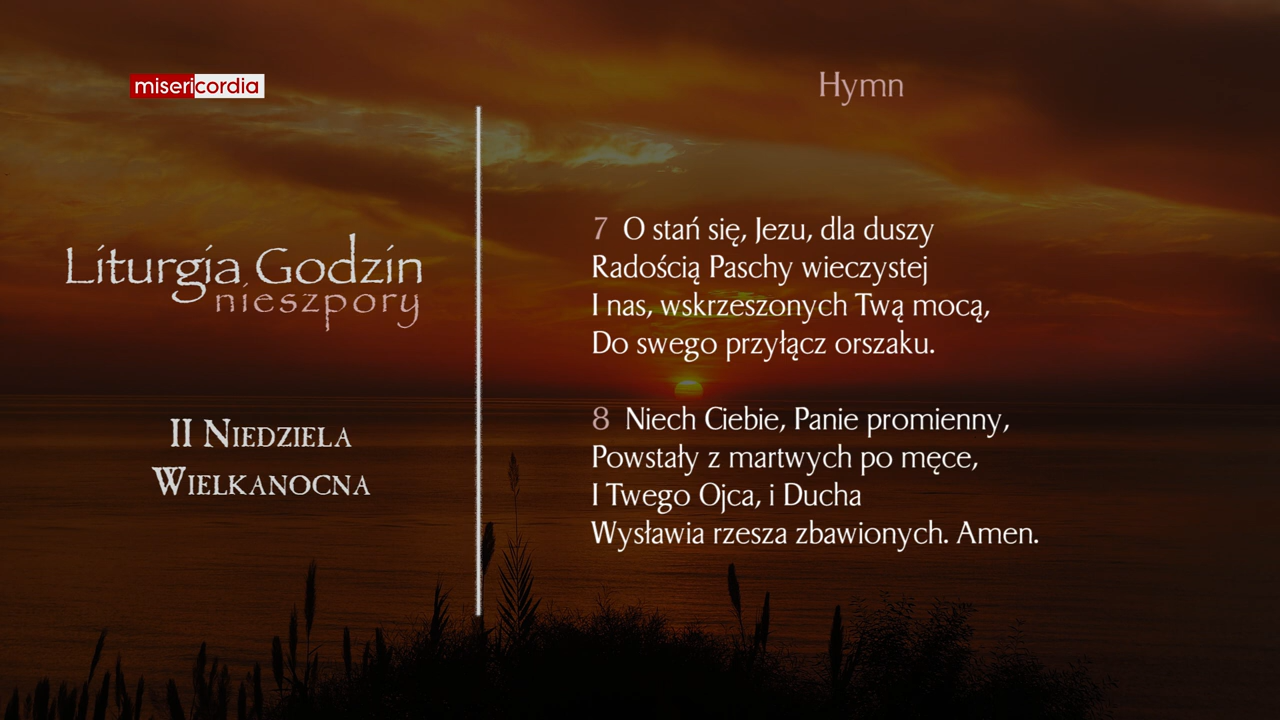 misericordia
Liturgia Godzin
nieszpory
II Niedziela
Wielkanocna
Hymn
7 O stań się, Jezu, dla duszy
Radością Paschy wieczystej
I nas, wskrzeszonych Twą mocą,
Do swego przyłącz orszaku.
8 Niech Ciebie, Panie promienny,
Powstały z martwych po męce,
I Twego Ojca, i Ducha
Wysławia rzesza zbawionych. Amen.